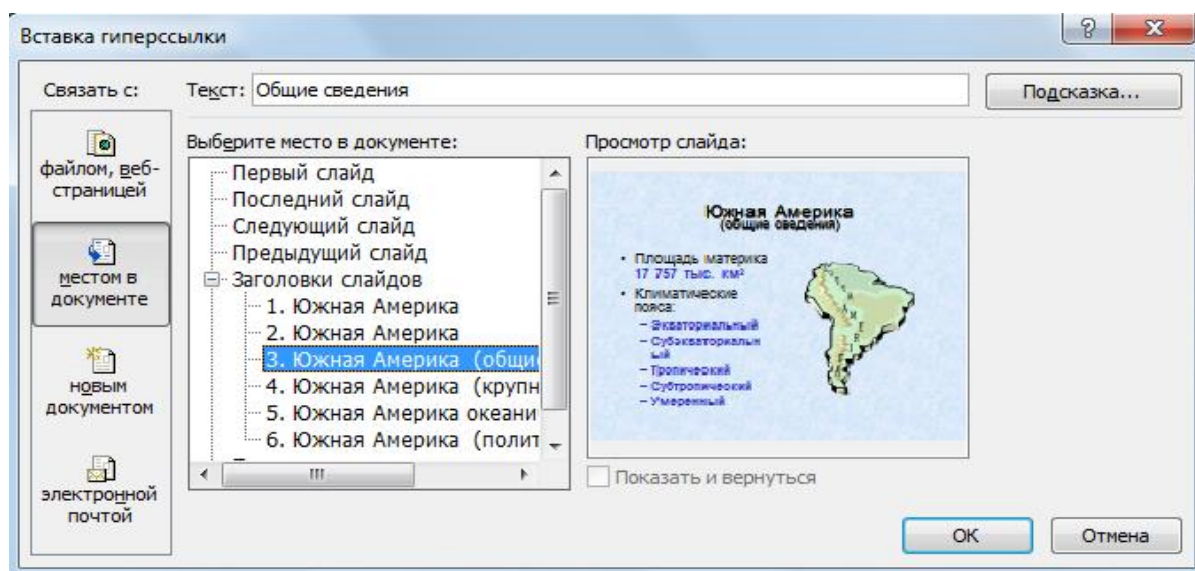 Вставка гиперссылки
Связать с:
Текст: Общие сведения
Подсказка...
файлом, веб-
страницей
местом в
документе
новым
документом
электронной
почтой
Выберите место в документе:
Первый слайд
Последний слайд
Следующий слайд
Предыдущий слайд
Заголовки слайдов
1. Южная Америка
2. Южная Америка
3. Южная Америка (общи
4. Южная Америка (крупн
5. Южная Америка океани
6. Южная Америка (полит
Просмотр слайда:
Южная Америка
(общие сведения)
• Площадь материка
17 757 тыс. км²
• Климатические
пояса:
– Экваториальный
– Субэкваториальн
ый
– Тропический
– Субтропический
– Умеренный
Показать и вернуться
ОК
Отмена